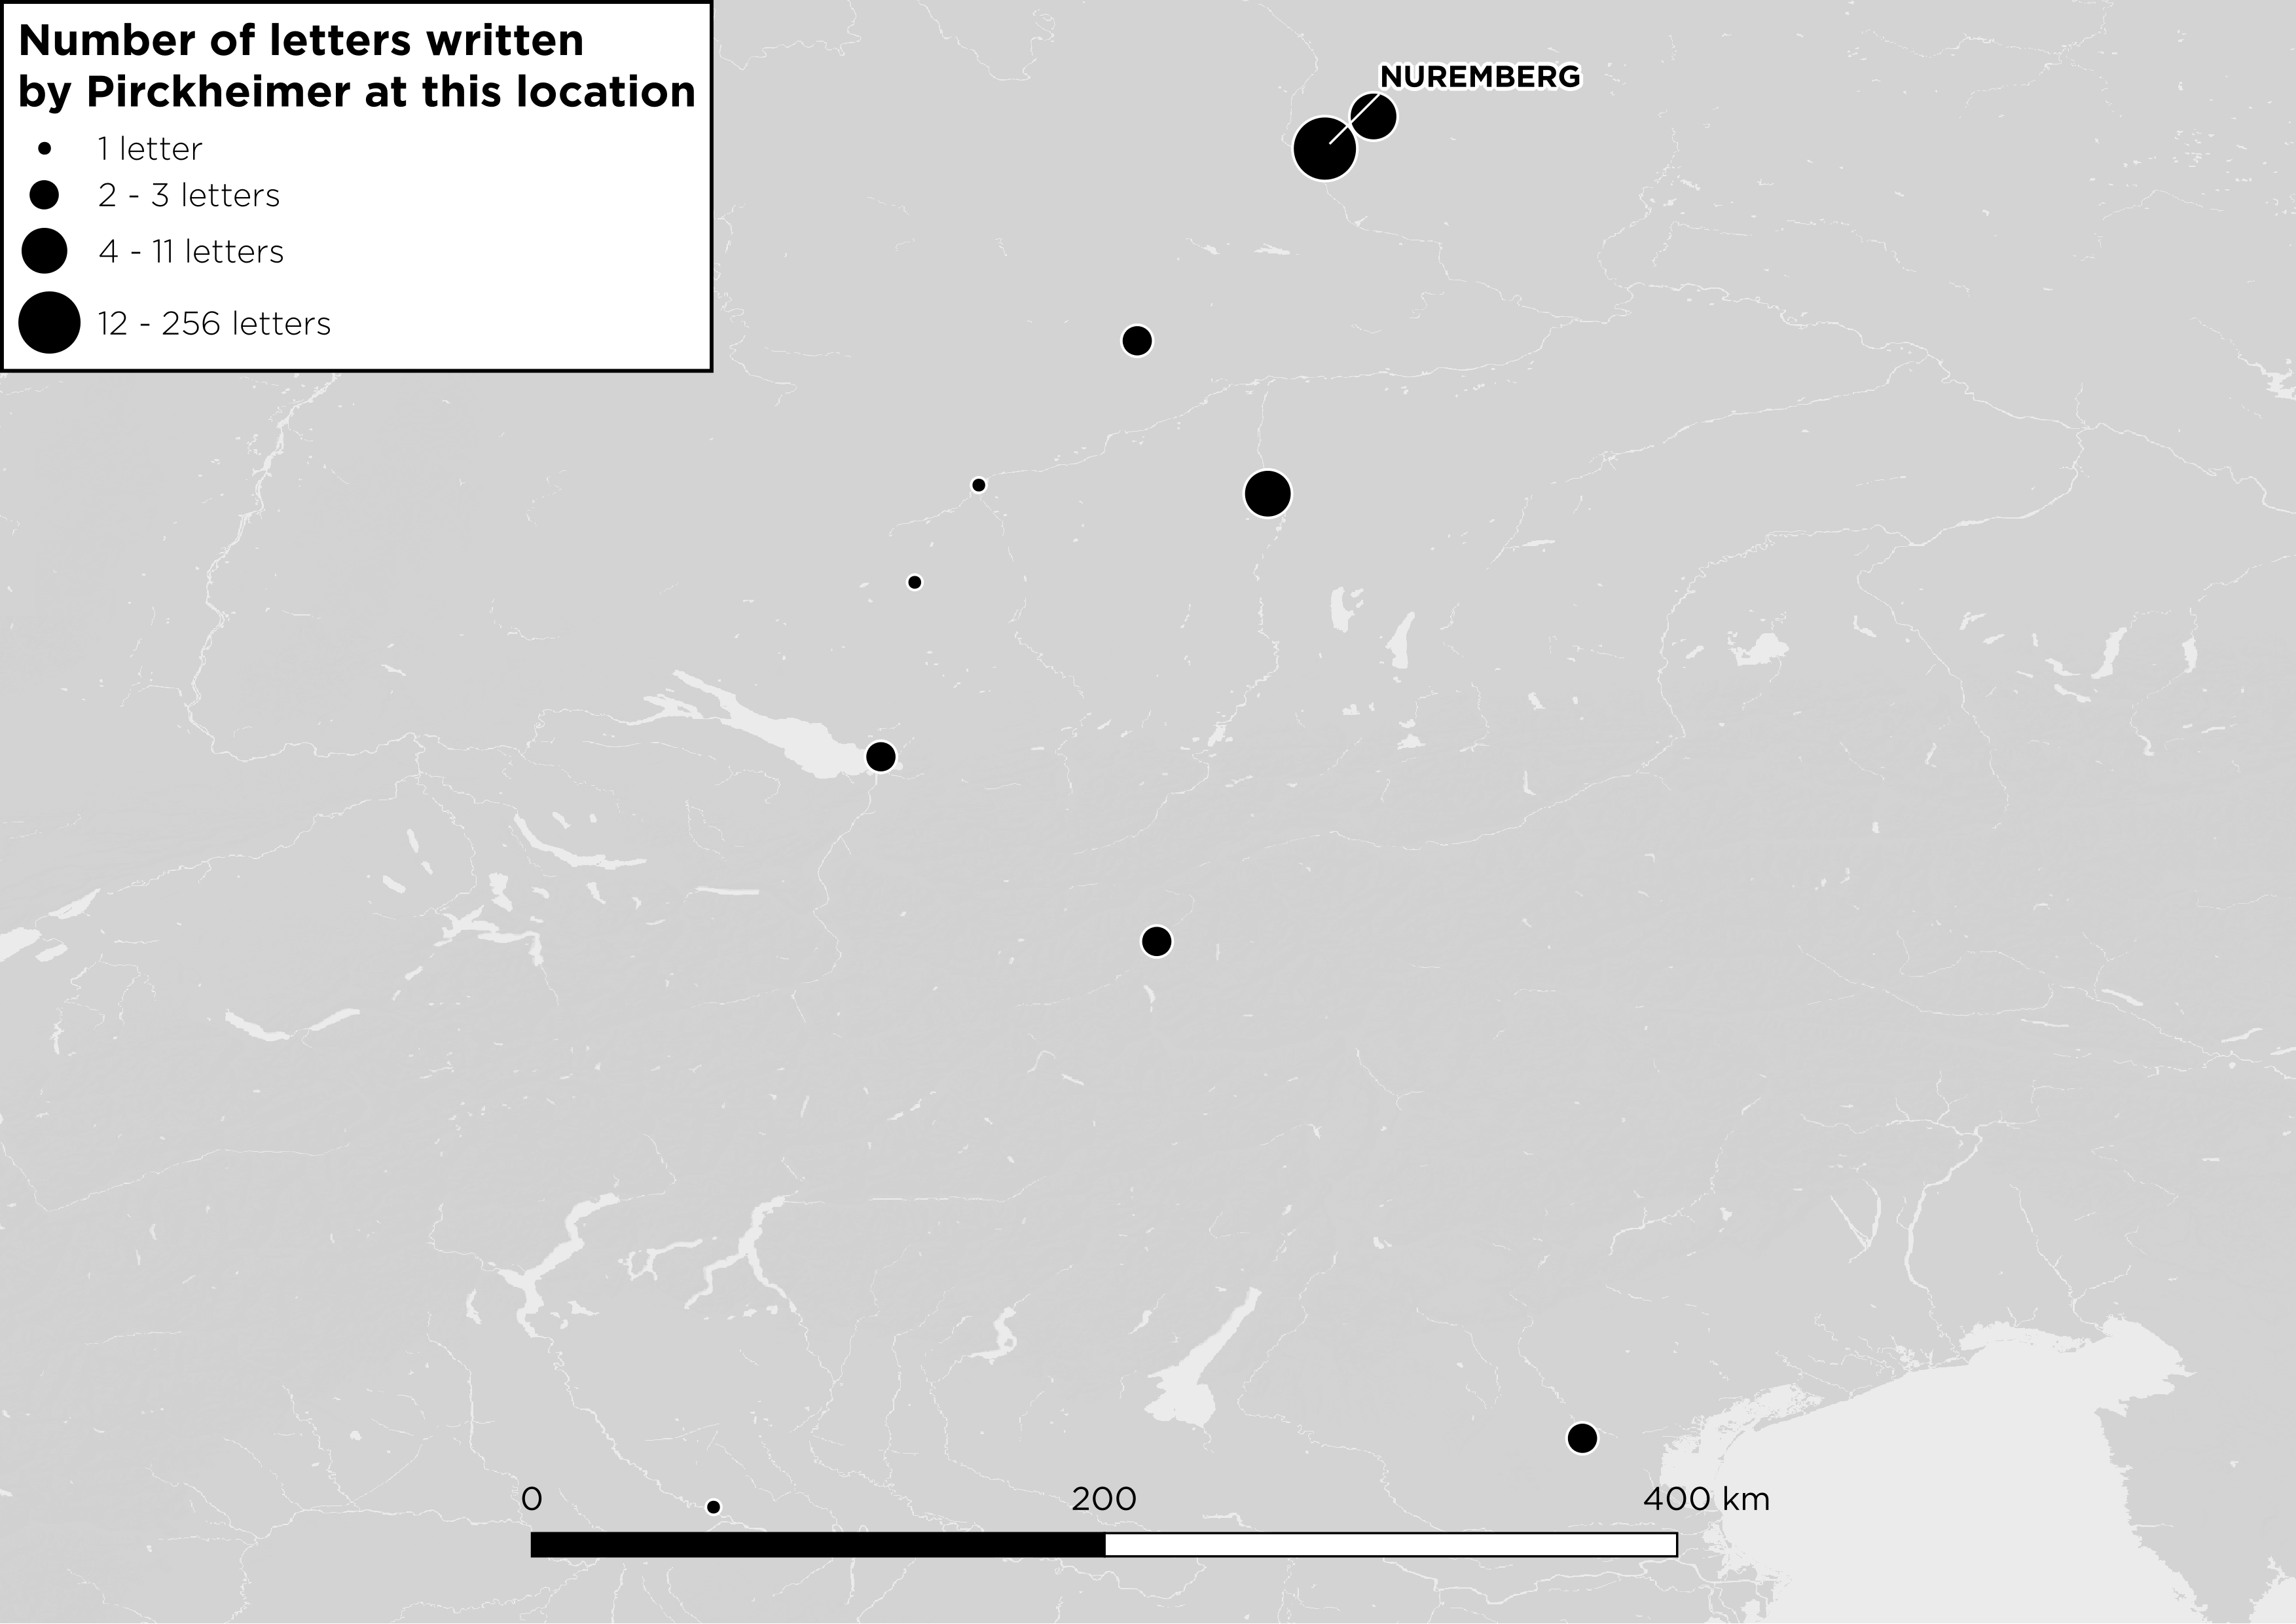 Number of letters written
by Pirckheimer at this location
1 letter
2 - 3 letters
4 - 11 letters
12 - 256 letters
NUREMBERG
0 200 400 km